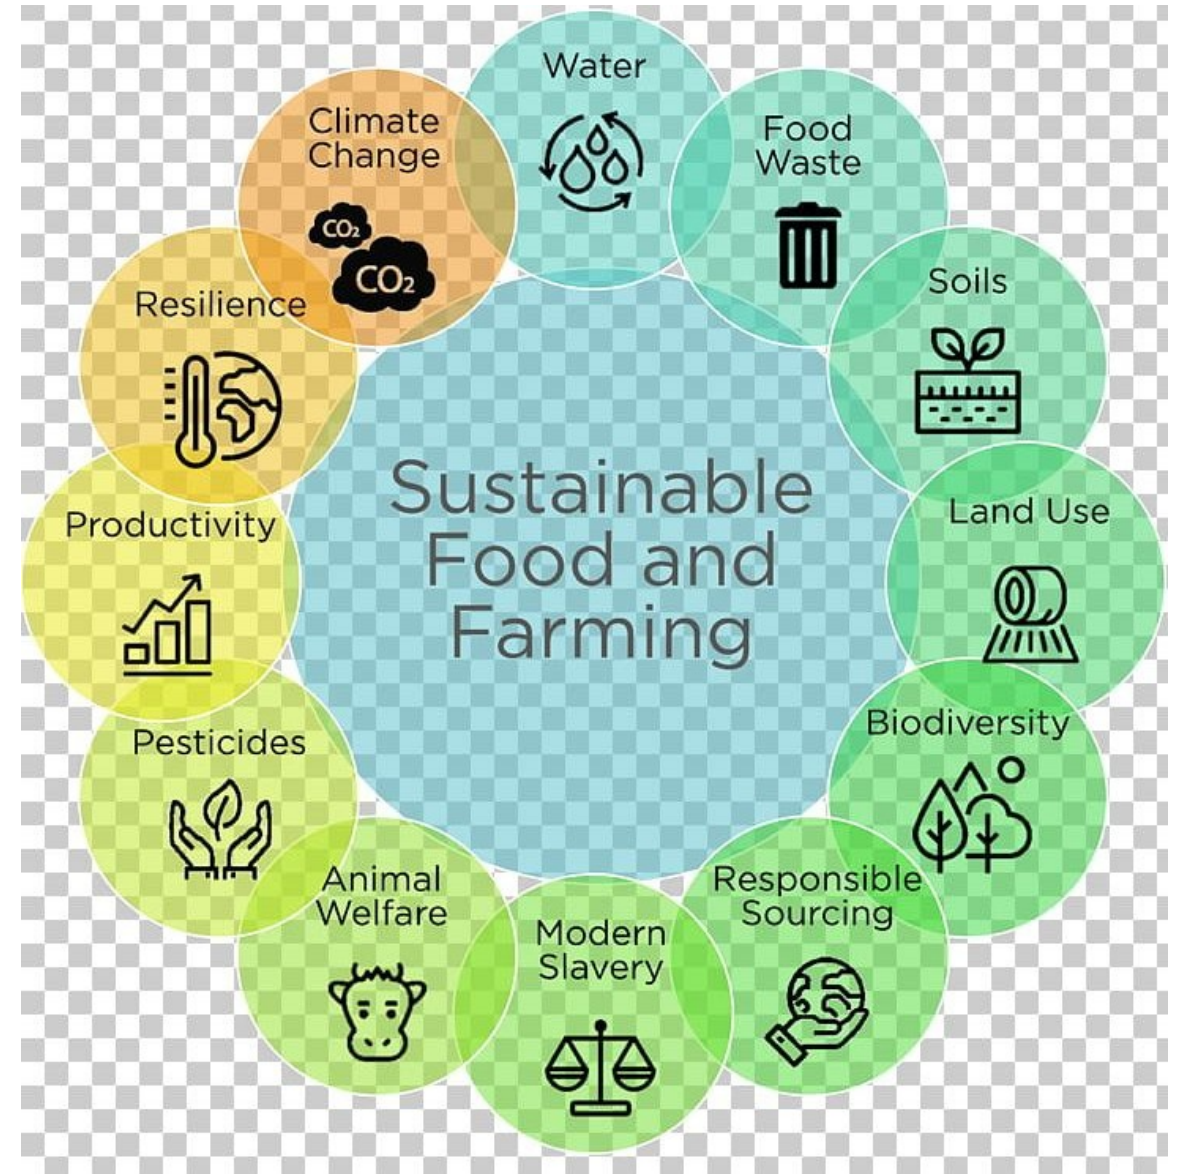 Water
Climate
Change
CO₂
CO₂
Food
Waste
Resilience
Soils
Sustainable
Food and
Farming
Productivity
Land Use
Pesticides
Biodiversity
Animal
Welfare
Modern
Slavery
Responsible
Sourcing